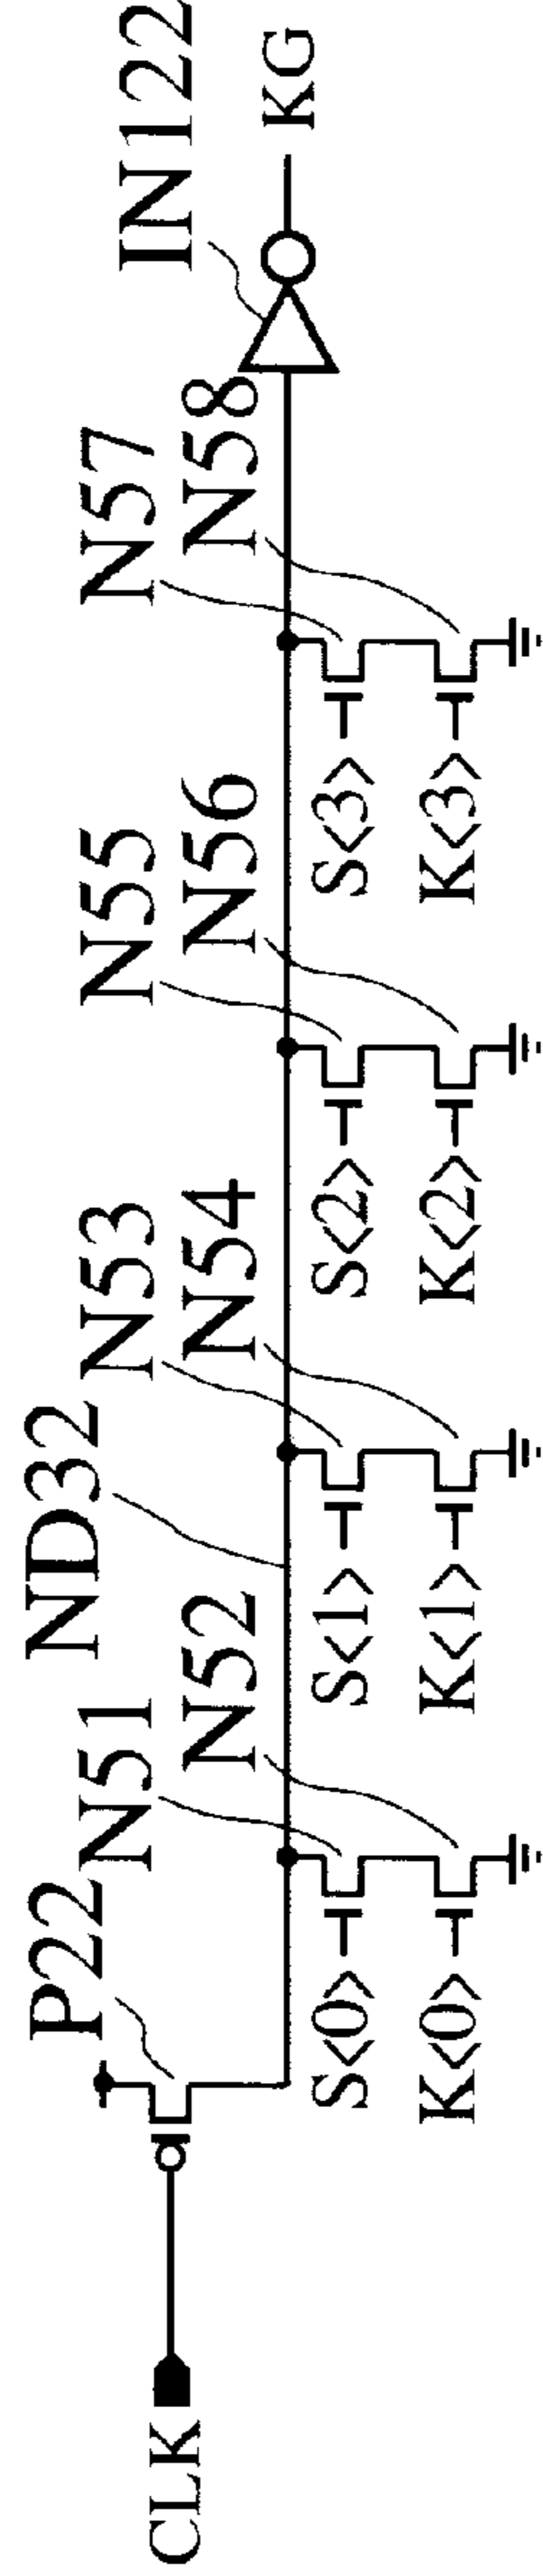 CLK
P22
ND32
N51
N52
N53
N54
N55
N56
N57
N58
IN122
KG
S<0>
K<0>
S<1>
K<1>
S<2>
K<2>
S<3>
K<3>